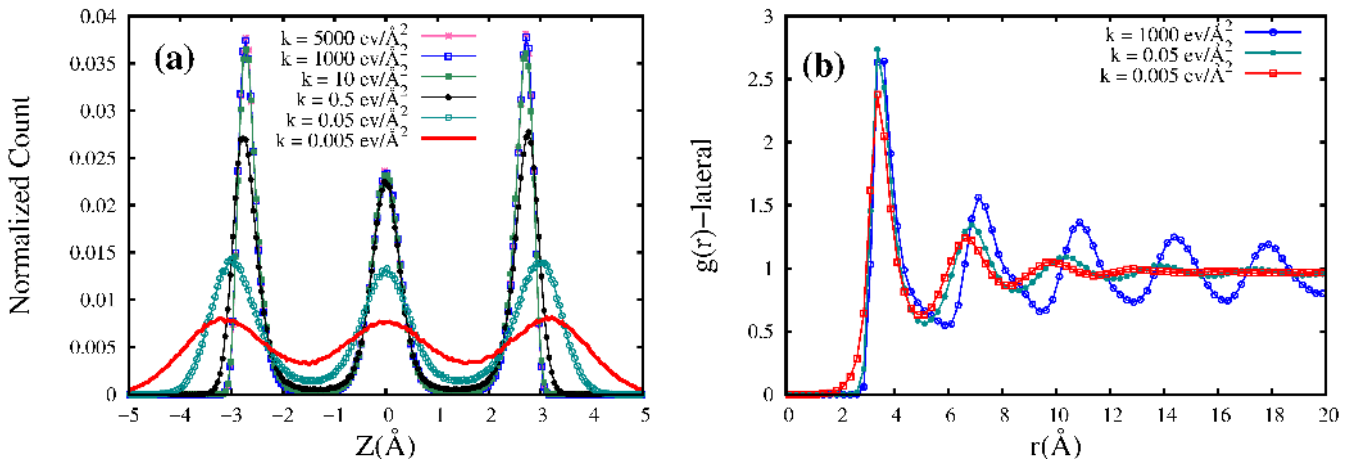 (a)
k = 5000 ev/Å²
k = 1000 ev/Å²
k = 10 ev/Å²
k = 0.5 ev/Å²
k = 0.05 ev/Å²
k = 0.005 ev/Å²
0.04
0.035
0.03
0.025
0.02
0.015
0.01
0.005
0
Normalized Count
−5 −4 −3 −2 −1 0 1 2 3 4 5
Z(Å)
(b)
k = 1000 ev/Å²
k = 0.05 ev/Å²
k = 0.005 ev/Å²
3
2.5
2
1.5
1
0.5
0
g(r)−lateral
0 2 4 6 8 10 12 14 16 18 20
r(Å)